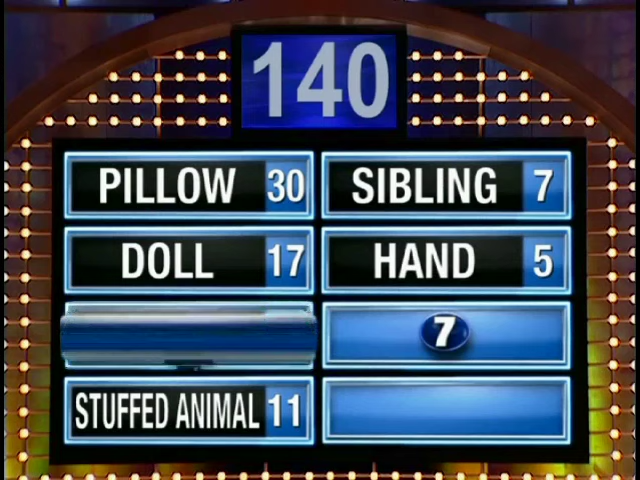 140
PILLOW 30
SIBLING 7
DOLL 17
HAND 5
7
STUFFED ANIMAL 11